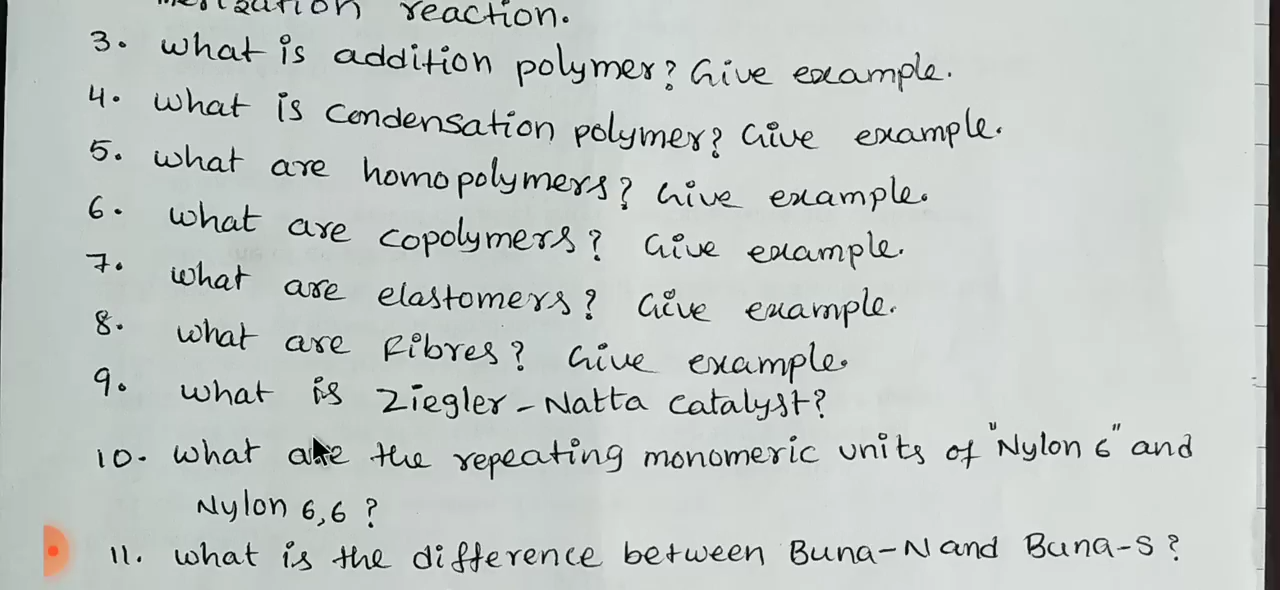 reaction.
3. what is addition polymer? Give example.
4. what is condensation polymer? Give example.
5. what are homopolymers? Give example.
6. what are copolymers? Give example.
7. what are elastomers? Give example.
8. what are Fibres? Give example.
9. what is Ziegler-Natta catalyst?
10. what are the repeating monomeric units of "Nylon 6" and
Nylon 6,6 ?
11. what is the difference between Buna-N and Buna-S ?